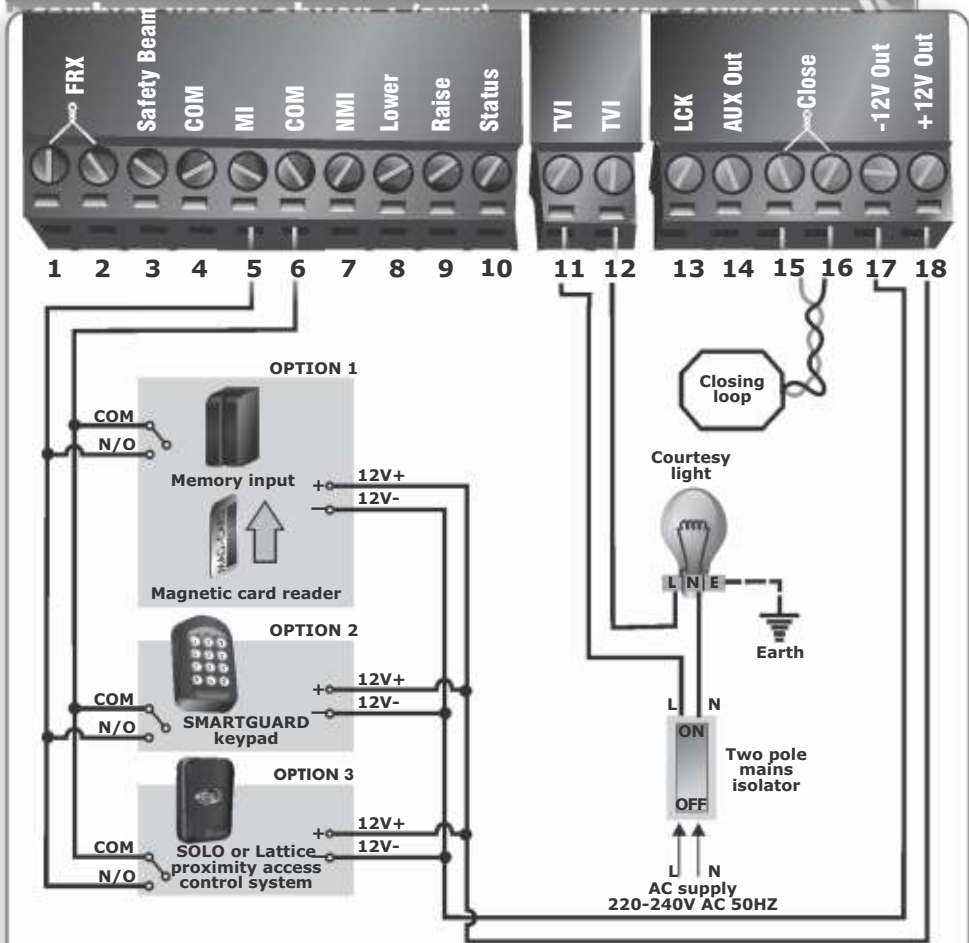 FRX
Safety Beam
COM
MI
COM
NMI
Lower
Raise
Status
TVI
TVI
LCK
AUX Out
Close
-12V Out
+12V Out
1 2 3 4 5 6 7 8 9 10 11 12 13 14 15 16 17 18
OPTION 1
COM
N/O
Memory input
+ 12V+
– 12V-
Magnetic card reader
Closing
loop
Courtesy
light
L N E
Earth
OPTION 2
COM
N/O
SMARTGUARD
keypad
+ 12V+
– 12V-
L N
ON
OFF
Two pole
mains
isolator
L N
AC supply
220-240V AC 50HZ
OPTION 3
COM
N/O
SOLO or Lattice
proximity access
control system
+ 12V+
– 12V-